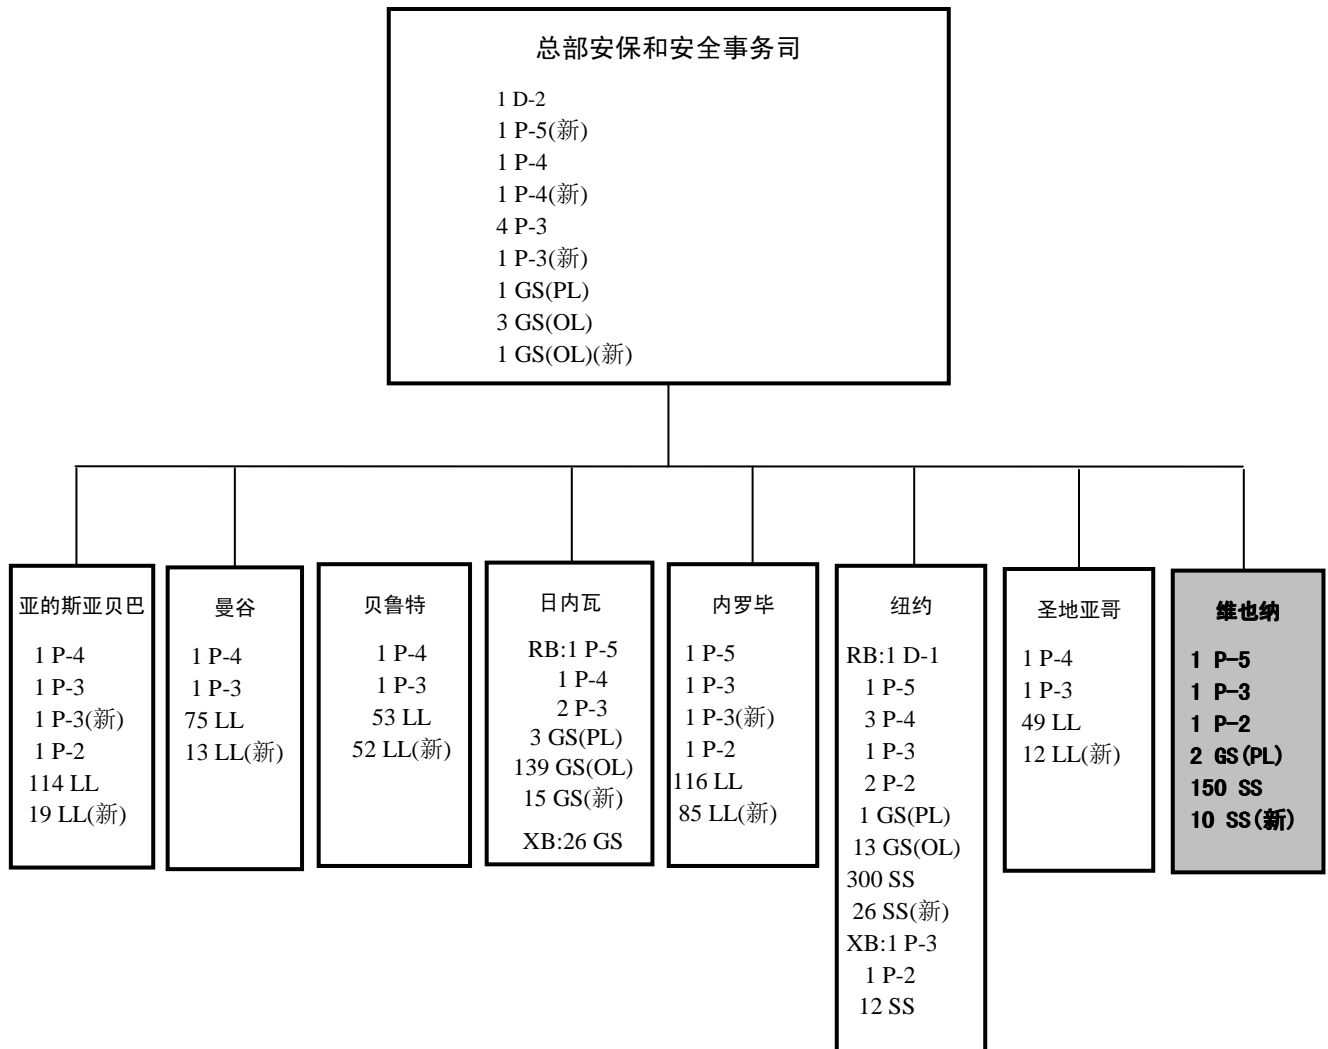 总部安保和安全事务司
1 D-2
1 P-5(新)
1 P-4
1 P-4(新)
4 P-3
1 P-3(新)
1 GS(PL)
3 GS(OL)
1 GS(OL)(新)
亚的斯亚贝巴
1 P-4
1 P-3
1 P-3(新)
1 P-2
114 LL
19 LL(新)
曼谷
1 P-4
1 P-3
75 LL
13 LL(新)
贝鲁特
1 P-4
1 P-3
53 LL
52 LL(新)
日内瓦
RB:1 P-5
1 P-4
2 P-3
3 GS(PL)
139 GS(OL)
15 GS(新)
XB:26 GS
内罗毕
1 P-5
1 P-3
1 P-3(新)
1 P-2
116 LL
85 LL(新)
纽约
RB:1 D-1
1 P-5
3 P-4
1 P-3
2 P-2
1 GS(PL)
13 GS(OL)
300 SS
26 SS(新)
XB:1 P-3
1 P-2
12 SS
圣地亚哥
1 P-4
1 P-3
49 LL
12 LL(新)
维也纳
1 P-5
1 P-3
1 P-2
2 GS(PL)
150 SS
10 SS(新)